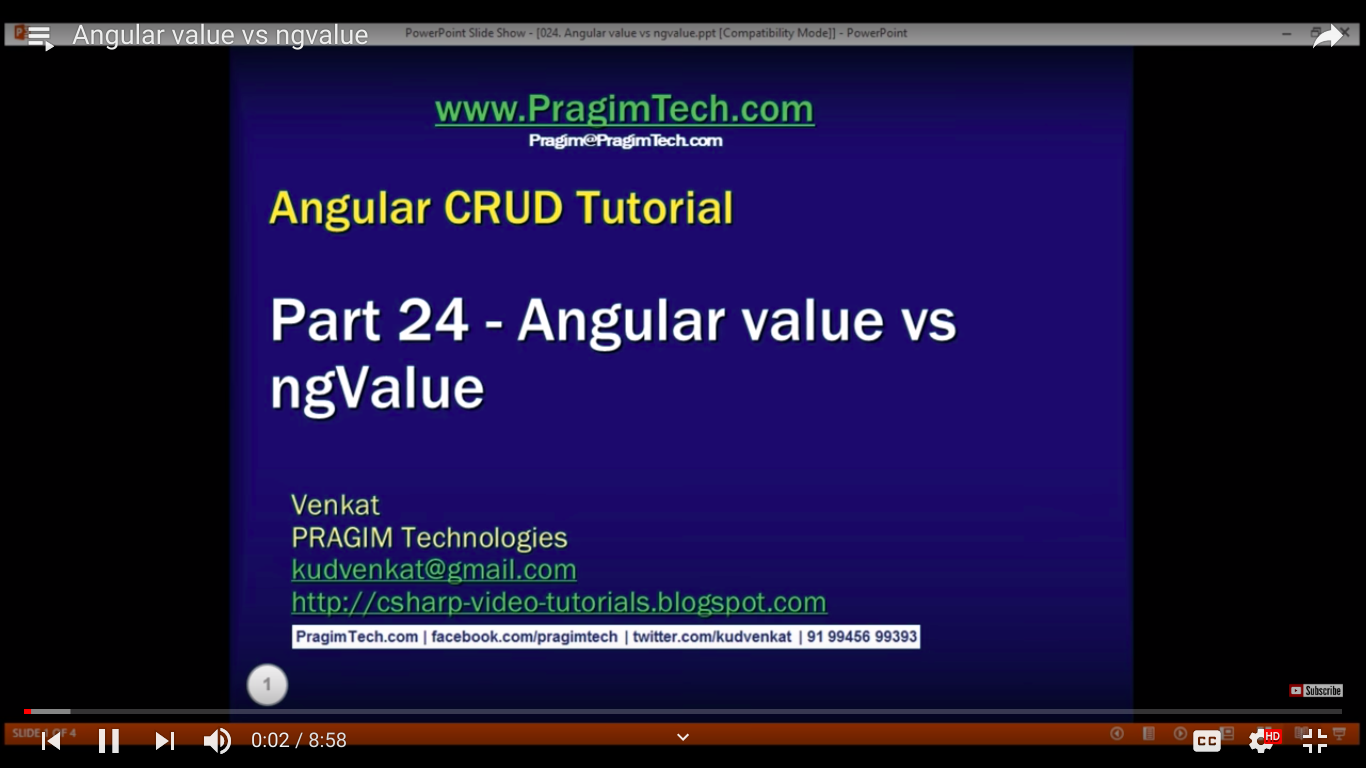 Angular value vs ngvalue
PowerPoint Slide Show - [024. Angular value vs ngvalue.ppt [Compatibility Mode]] - PowerPoint
www.PragimTech.com
Pragim@PragimTech.com
Angular CRUD Tutorial
Part 24 - Angular value vs
ngValue
Venkat
PRAGIM Technologies
kudvenkat@gmail.com
http://csharp-video-tutorials.blogspot.com
PragimTech.com | facebook.com/pragimtech | twitter.com/kudvenkat | 91 99456 99393
1
Subscribe
SLIDE 1 OF 4
0:02 / 8:58
CC
HD